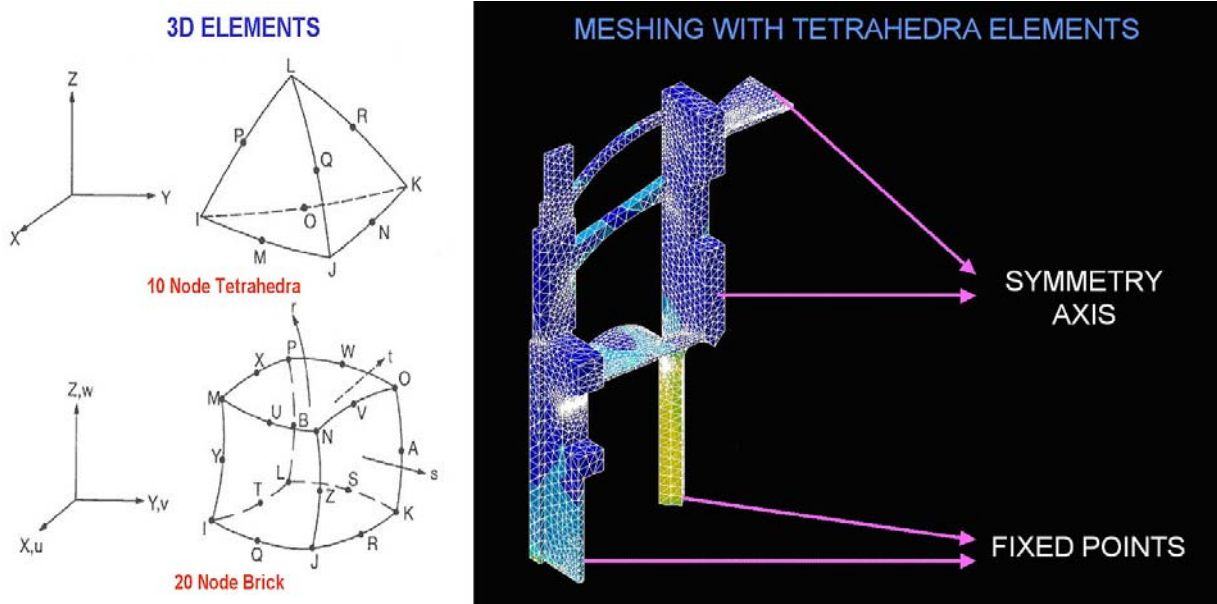 3D ELEMENTS
Z
Y
X
L
R
P
Q
K
I
O
N
M
J
10 Node Tetrahedra
r
P
W
t
X
O
M
U
B
V
N
Z,w
A
Y
s
L
S
T
Z
Y,v
I
K
X,u
Q
R
J
20 Node Brick
MESHING WITH TETRAHEDRA ELEMENTS
SYMMETRY
AXIS
FIXED POINTS